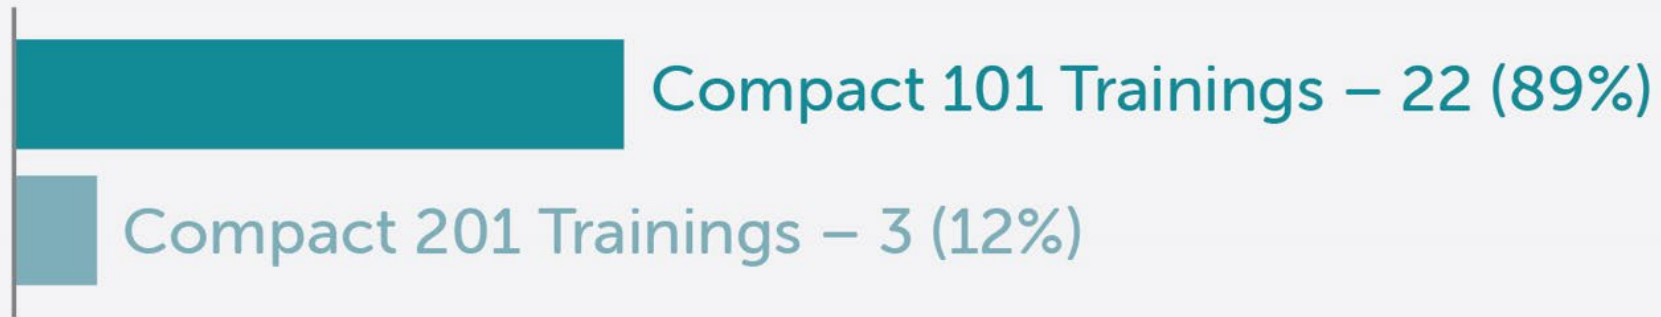 Compact 101 Trainings – 22 (89%)
Compact 201 Trainings – 3 (12%)